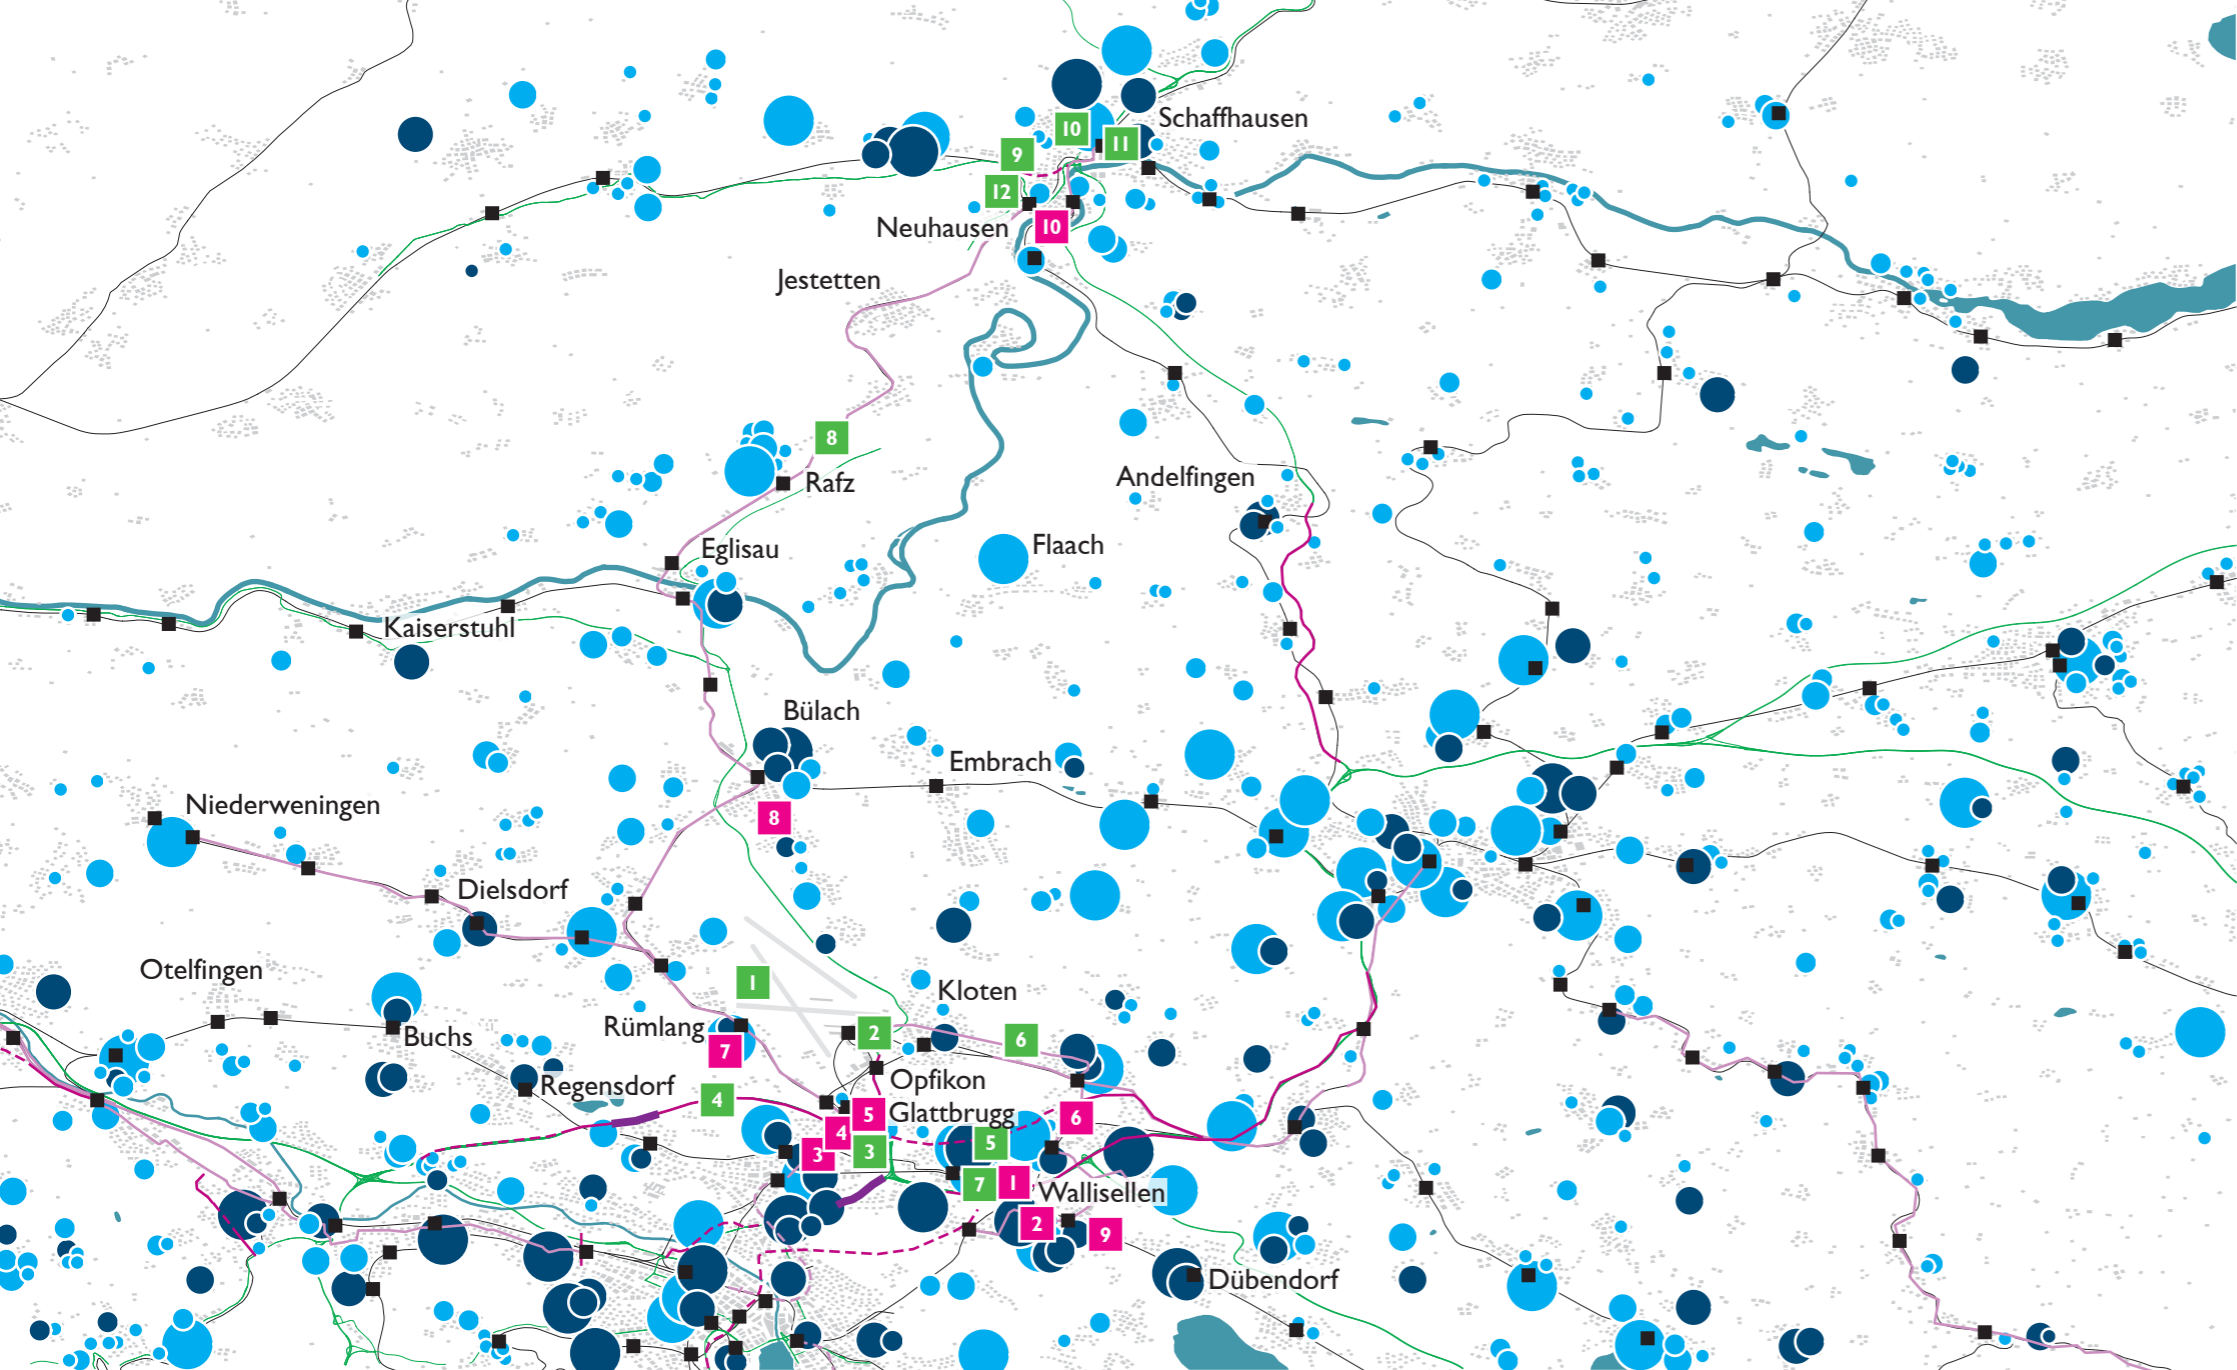 Schaffhausen
10
11
9
12
Neuhausen
10
Jestetten
8
Rafz
Andelfingen
Eglisau
Flaach
Kaiserstuhl
Bülach
Embrach
Niederweningen
8
Dielsdorf
Otelfingen
1
Kloten
Buchs
Rümlang
2
6
7
Regensdorf
Opfikon
4
5
Glattbrugg
6
4
3
3
5
7
1
Wallisellen
2
9
Dübendorf